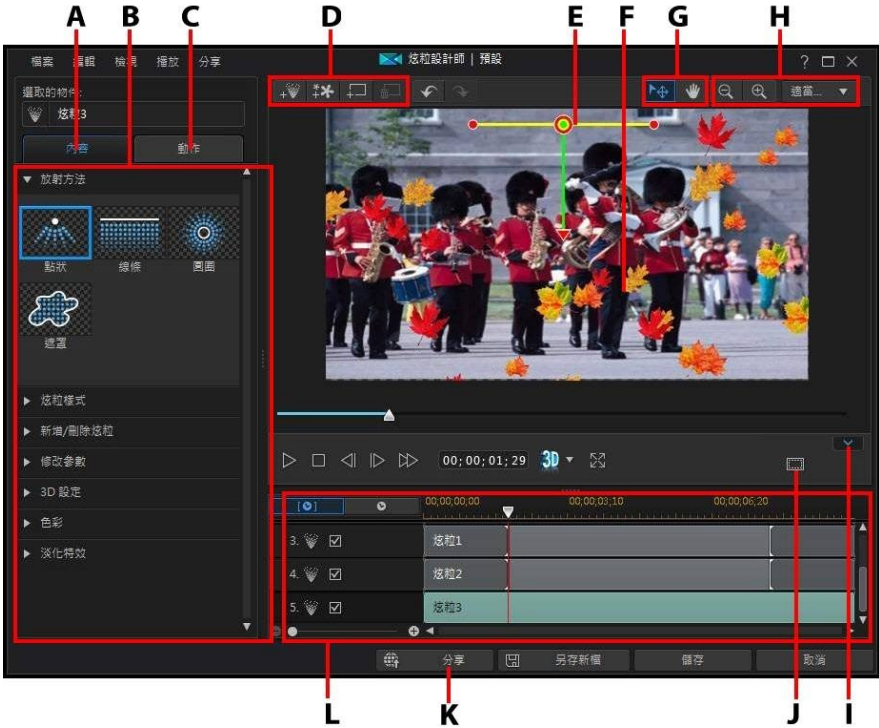 A B C D E F G H
檔案 編輯 檢視 播放 分享
炫粒設計師 | 預設
? 
選取的物件:
炫粒3
適當...
內容 動作
放射方法
點狀 線條 圓圈
遮罩
炫粒樣式
新增/刪除炫粒
修改參數
3D 設定
色彩
淡化特效
00;00;01;29 3D
00;00;00;00 00;00;03;10 00;00;06;20
3. 炫粒1
4. 炫粒2
5. 炫粒3
分享 另存新檔 儲存 取消
L K J I